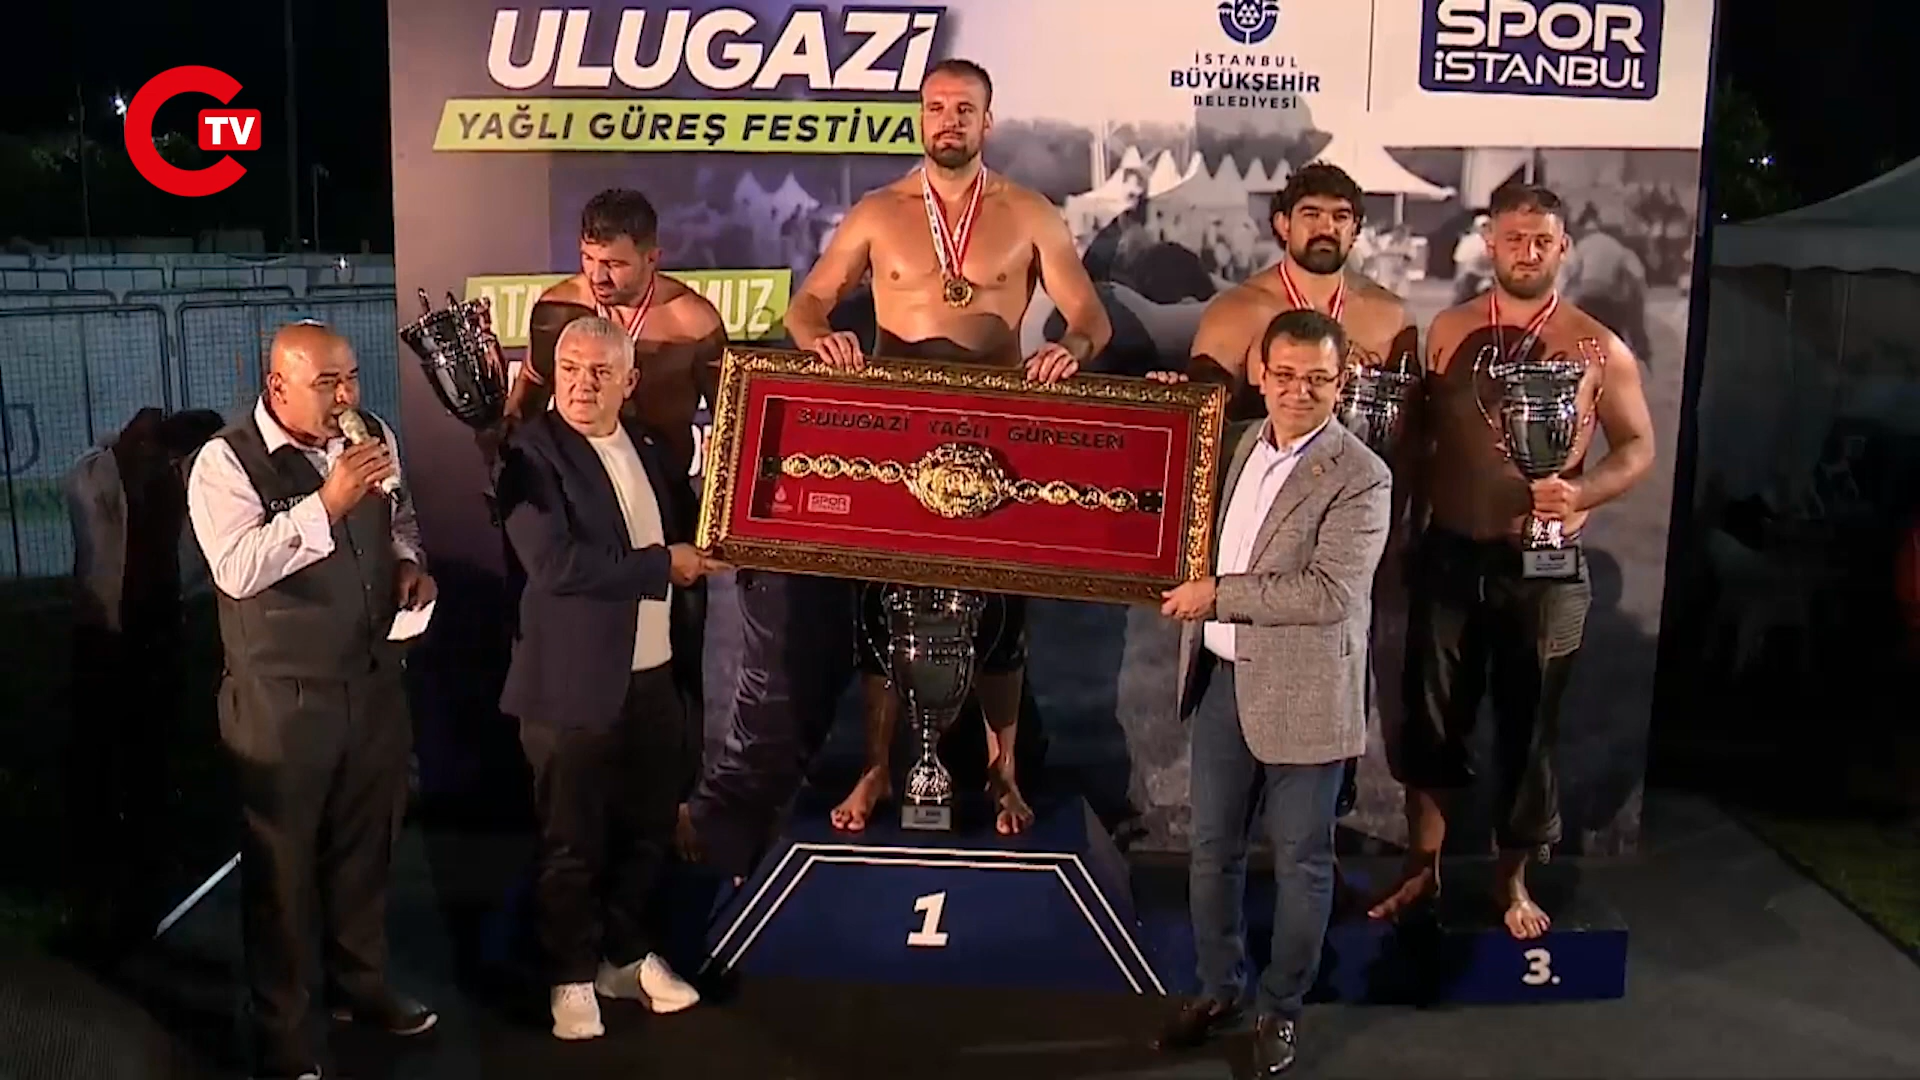 ULUGAZİ
YAĞLI GÜREŞ FESTİVA
İSTANBUL
BÜYÜKŞEHİR
BELEDİYESİ
SPOR
İSTANBUL
TV
3.ULUGAZİ YAĞLI GÜREŞLERİ
SPOR
1
3.